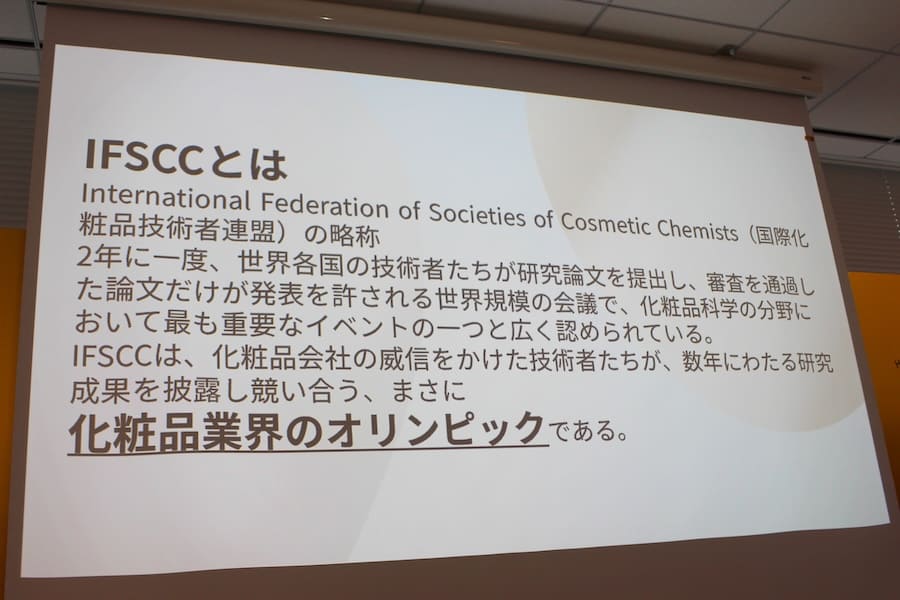 IFSCCとは
International Federation of Societies of Cosmetic Chemists（国際化
粧品技術者連盟）の略称
2年に一度、世界各国の技術者たちが研究論文を提出し、審査を通過し
た論文だけが発表を許される世界規模の会議で、化粧品科学の分野に
おいて最も重要なイベントの一つと広く認められている。
IFSCCは、化粧品会社の威信をかけた技術者たちが、数年にわたる研究
成果を披露し競い合う、まさに
化粧品業界のオリンピックである。